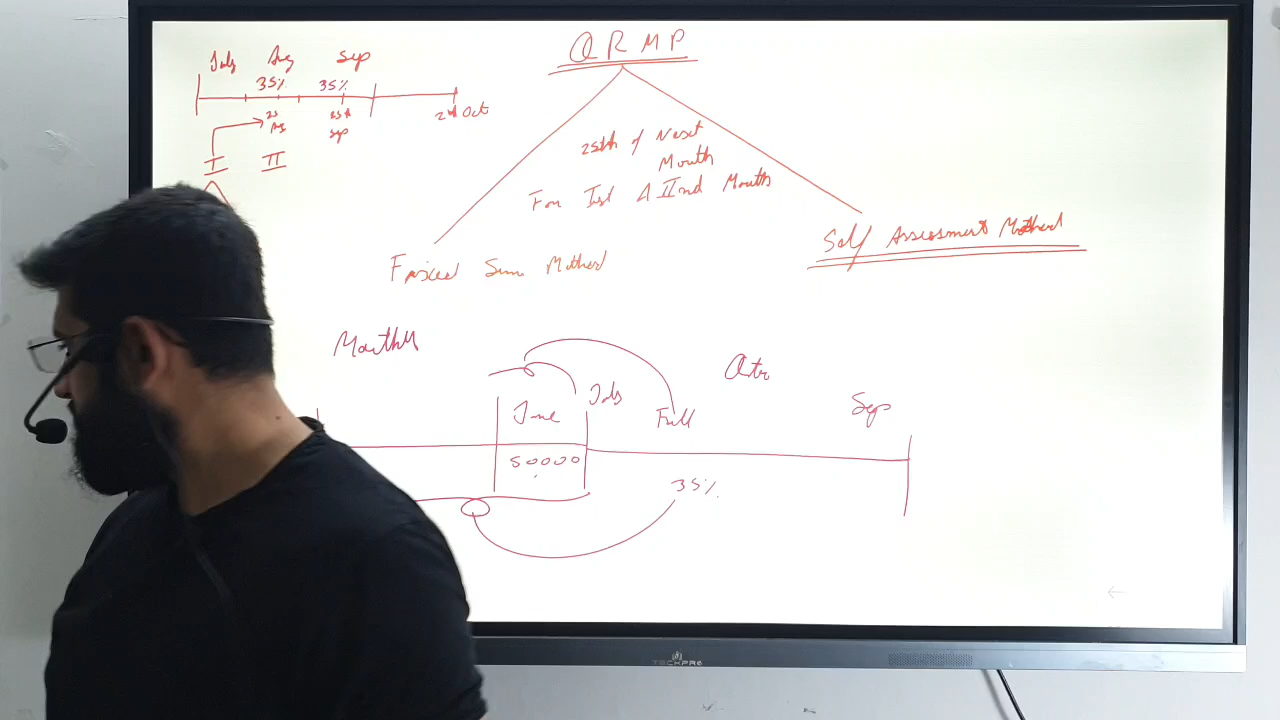 QRMP
July Aug Sep
35% 35%
25 Aug
25th Sep
Oct
I II
25th of Next
Month
For Ist & IInd Month
Self Assessment Method
Fixed Sum Method
Monthly
Qtr
June July Full Sep
50000
35%
TECHPRO